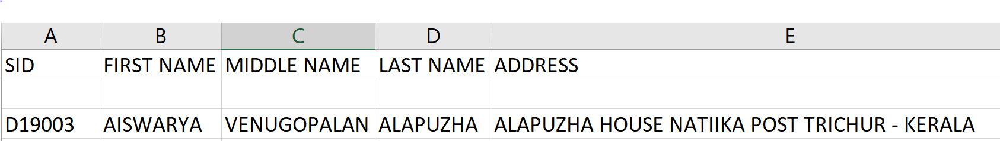 A B C D E
SID FIRST NAME MIDDLE NAME LAST NAME ADDRESS
D19003 AISWARYA VENUGOPALAN ALAPUZHA ALAPUZHA HOUSE NATIIKA POST TRICHUR - KERALA